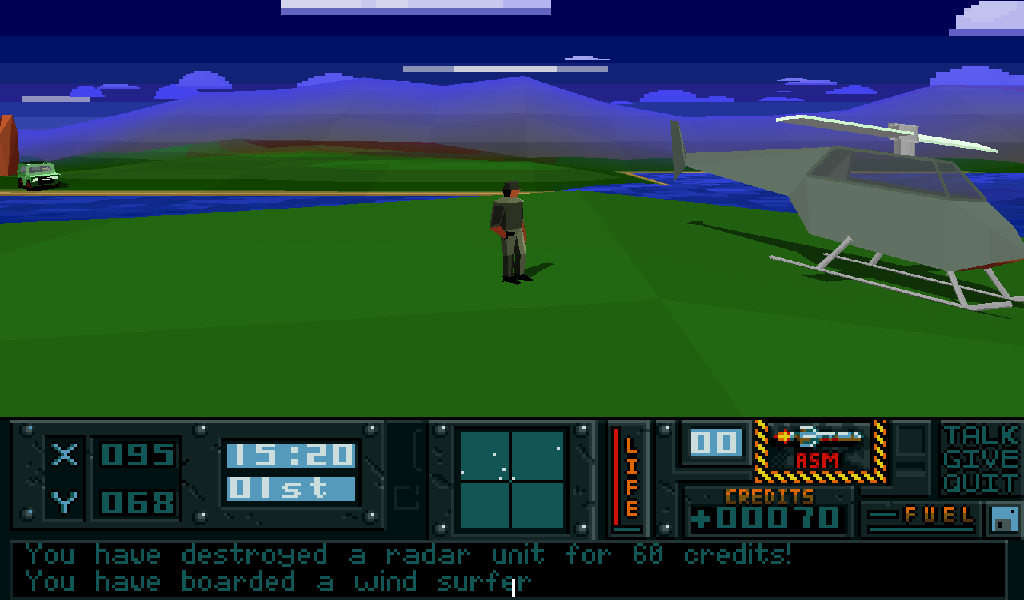 X 095
Y 068
15:20
01st
LIFE
00
ASM
CREDITS
+00070
TALK
GIVE
QUIT
FUEL
You have destroyed a radar unit for 60 credits!
You have boarded a wind surfer